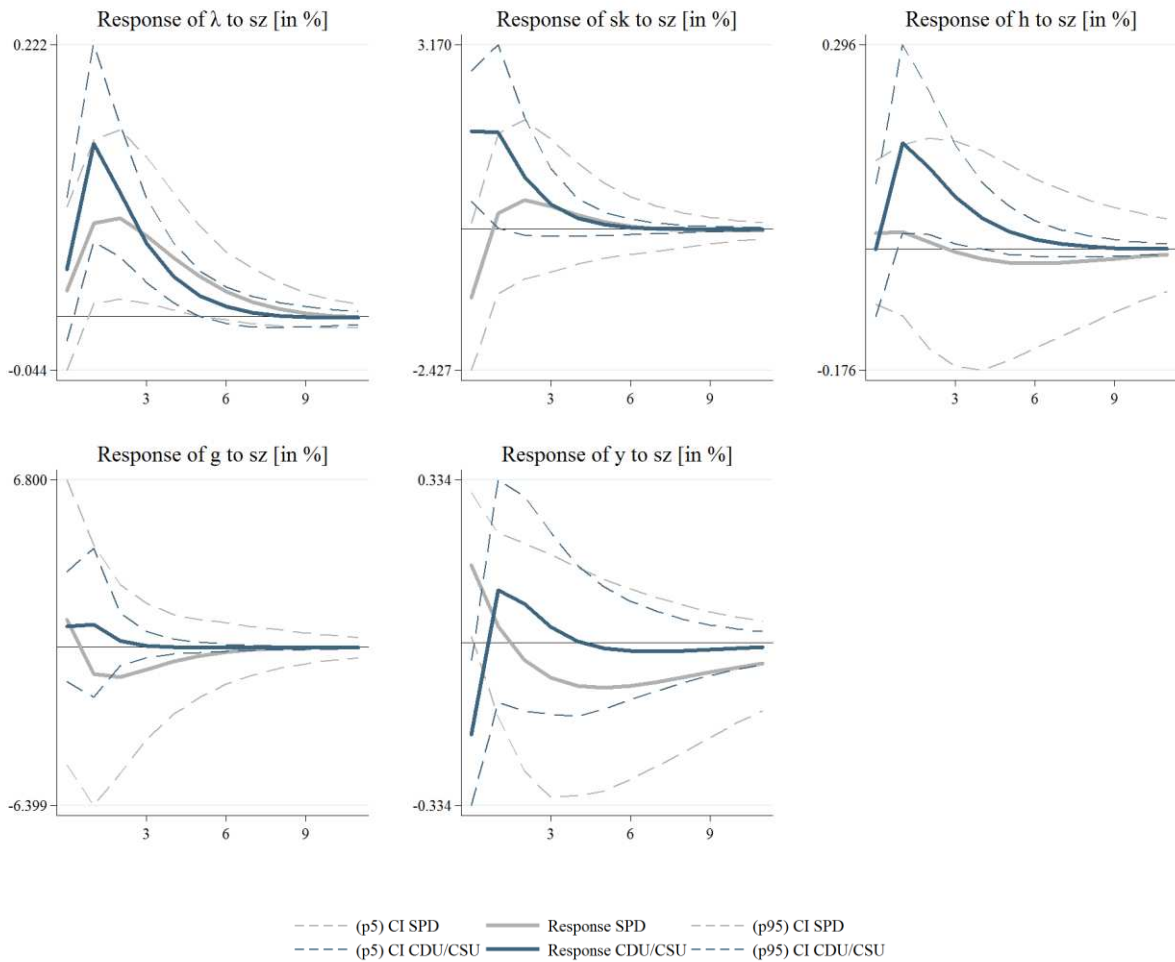 Response of λ to sz [in %]
Response of sk to sz [in %]
Response of h to sz [in %]
0.222
-0.044
3 6 9
3.170
-2.427
3 6 9
0.296
-0.176
3 6 9
Response of g to sz [in %]
Response of y to sz [in %]
6.800
-6.399
3 6 9
0.334
-0.334
3 6 9
(p5) CI SPD Response SPD (p95) CI SPD
(p5) CI CDU/CSU Response CDU/CSU (p95) CI CDU/CSU